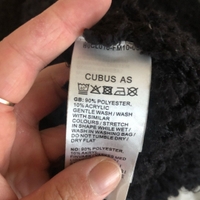 CUBUS AS
GB: 90% POLYESTER,
10% ACRYLIC
GENTLE WASH / WASH
WITH SIMILAR
COLOURS / STRETCH
IN SHAPE WHILE WET /
WASH IN WASHING BAG /
DO NOT TUMBLE DRY /
DRY FLAT
NO: 90% POLYESTER,